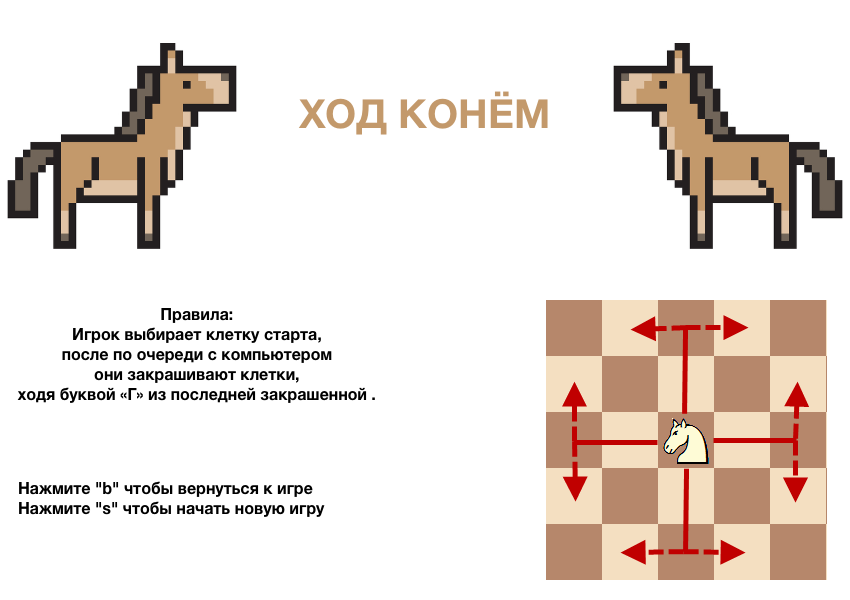 ХОД КОНЁМ
Правила:
Игрок выбирает клетку старта,
после по очереди с компьютером
они закрашивают клетки,
ходя буквой «Г» из последней закрашенной .
Нажмите "b" чтобы вернуться к игре
Нажмите "s" чтобы начать новую игру